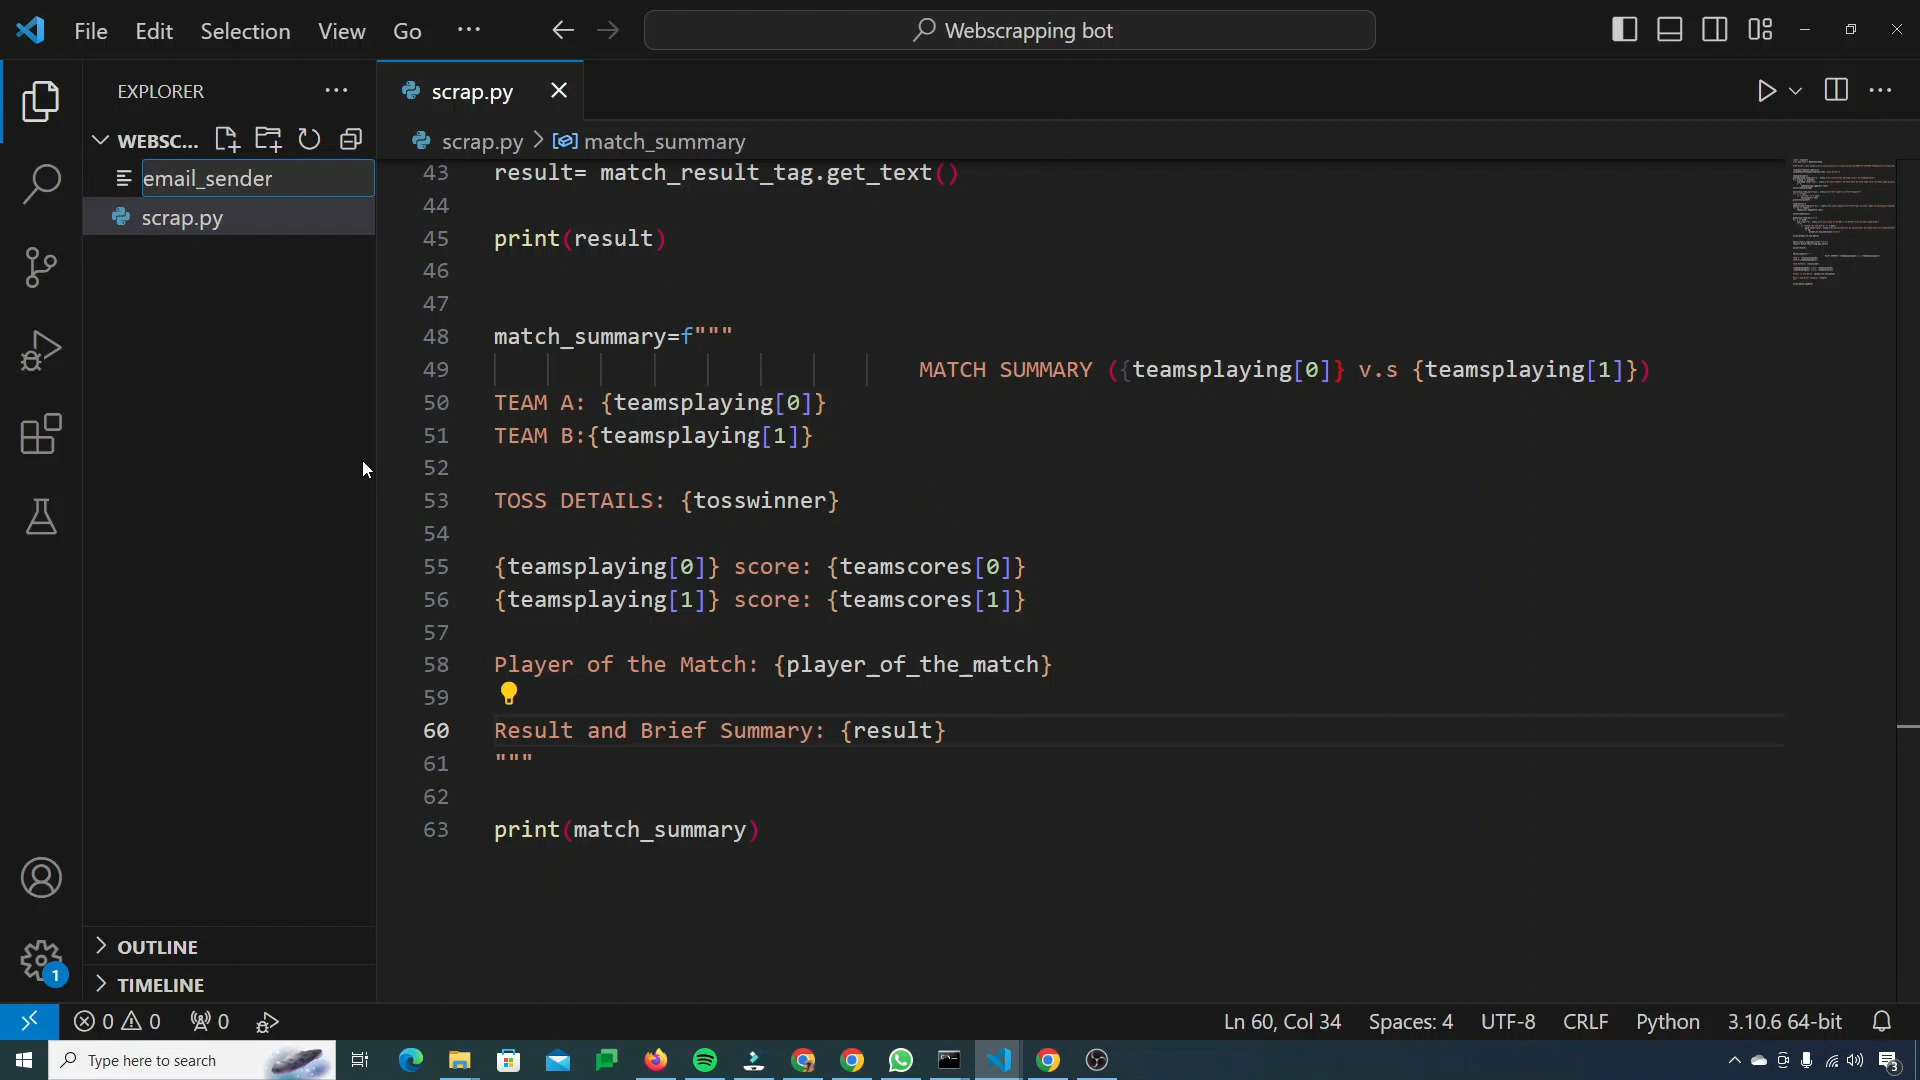 File Edit Selection View Go ··· Webscrapping bot
EXPLORER ···
scrap.py
WEBSC...
scrap.py > match_summary
email_sender
scrap.py
43 result= match_result_tag.get_text()
44
45 print(result)
46
47
48 match_summary=f"""
49 MATCH SUMMARY ({teamsplaying[0]} v.s {teamsplaying[1]})
50 TEAM A: {teamsplaying[0]}
51 TEAM B:{teamsplaying[1]}
52
53 TOSS DETAILS: {tosswinner}
54
55 {teamsplaying[0]} score: {teamscores[0]}
56 {teamsplaying[1]} score: {teamscores[1]}
57
58 Player of the Match: {player_of_the_match}
59
60 Result and Brief Summary: {result}
61 """
62
63 print(match_summary)
OUTLINE
1
TIMELINE
0 0 0 Ln 60, Col 34 Spaces: 4 UTF-8 CRLF Python 3.10.6 64-bit
Type here to search 3